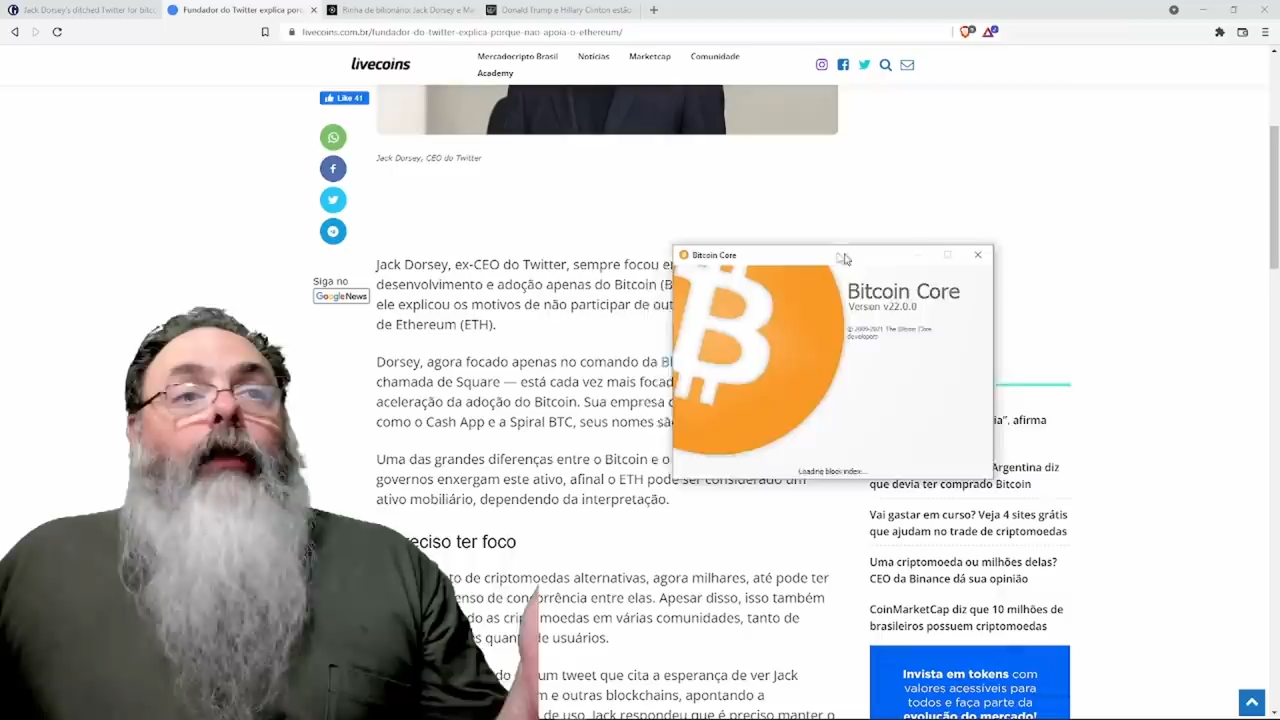 Jack Dorsey's ditched Twitter for bitc
Fundador do Twitter explica porq
Rinha de bilionário: Jack Dorsey e Ma
Donald Trump e Hillary Clinton estão
livecoins.com.br/fundador-do-twitter-explica-porque-nao-apoia-o-ethereum/
livecoins
Mercadocripto Brasil
Notícias
Marketcap
Comunidade
Academy
Like 41
Jack Dorsey, CEO do Twitter
Siga no
Google News
Jack Dorsey, ex-CEO do Twitter, sempre focou
desenvolvimento e adoção apenas do Bitcoin (B
ele explicou os motivos de não participar de
de Ethereum (ETH).
Dorsey, agora focado apenas no comando da Bl
chamada de Square — está cada vez mais
aceleração da adoção do Bitcoin. Sua empresa
como o Cash App e a Spiral BTC, seus nomes
Uma das grandes diferenças entre o Bitcoin e o
governos enxergam este ativo, afinal o ETH pode ser considerado um
ativo mobiliário, dependendo da interpretação.
ter foco
de criptomoedas alternativas, agora milhares, até pode ter
entre elas. Apesar disso, isso também
moedas em várias comunidades, tanto de
de usuários.
um tweet que cita a esperança de ver Jack
e outras blockchains, apontando a
de uso. Jack respondeu que é preciso manter o
Bitcoin Core
Bitcoin Core
Version v22.0.0
© 2009-2021 The Bitcoin Core
developers
Loading block index...
afirma
Argentina diz
que devia ter comprado Bitcoin
Vai gastar em curso? Veja 4 sites grátis
que ajudam no trade de criptomoedas
Uma criptomoeda ou milhões delas?
CEO da Binance dá sua opinião
CoinMarketCap diz que 10 milhões de
brasileiros possuem criptomoedas
Invista em tokens com
valores acessíveis para
todos e faça parte da
evolução do mercado!